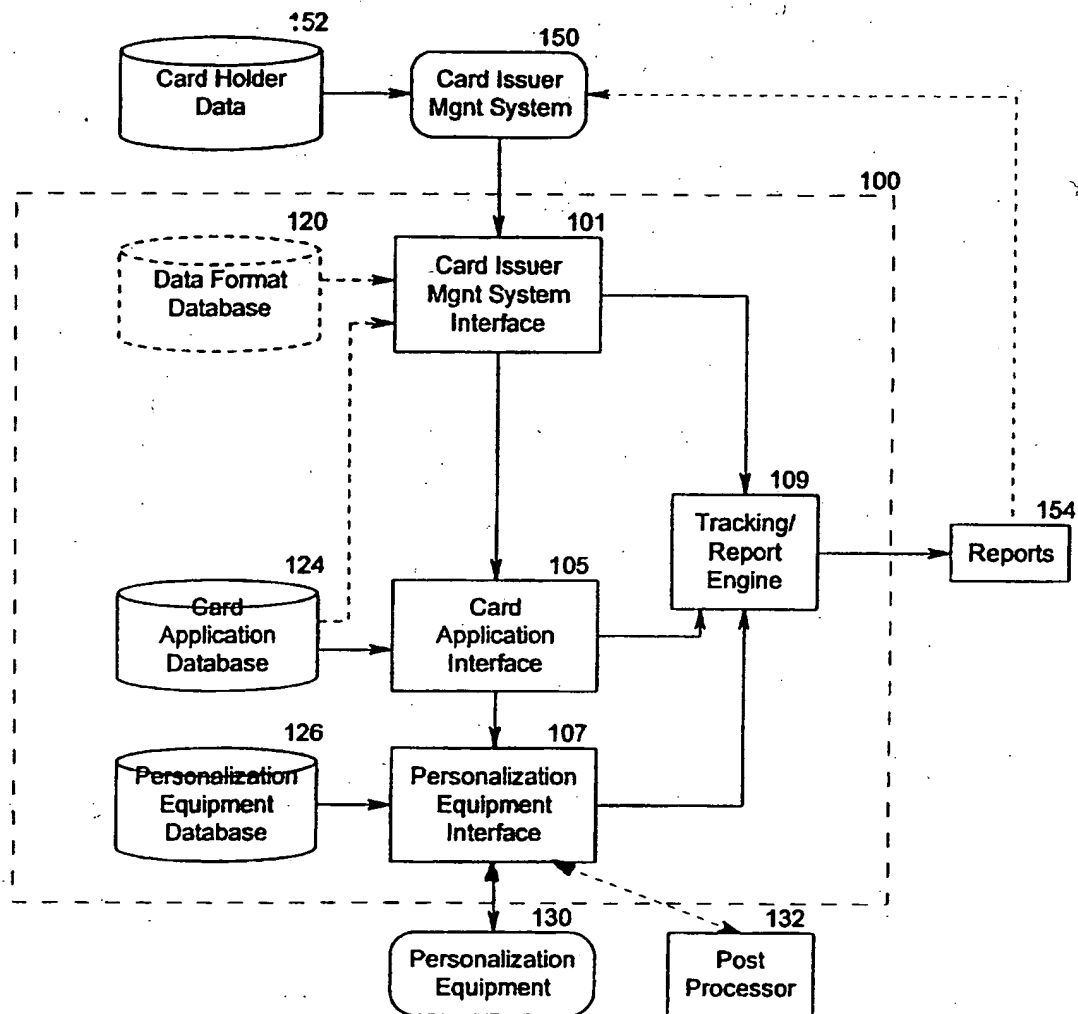 152
Card Holder
Data
150
Card Issuer
Mgnt System
100
120
Data Format
Database
101
Card Issuer
Mgnt System
Interface
109
Tracking/
Report
Engine
154
Reports
124
Card
Application
Database
105
Card
Application
Interface
126
Personalization
Equipment
Database
107
Personalization
Equipment
Interface
130
Personalization
Equipment
132
Post
Processor